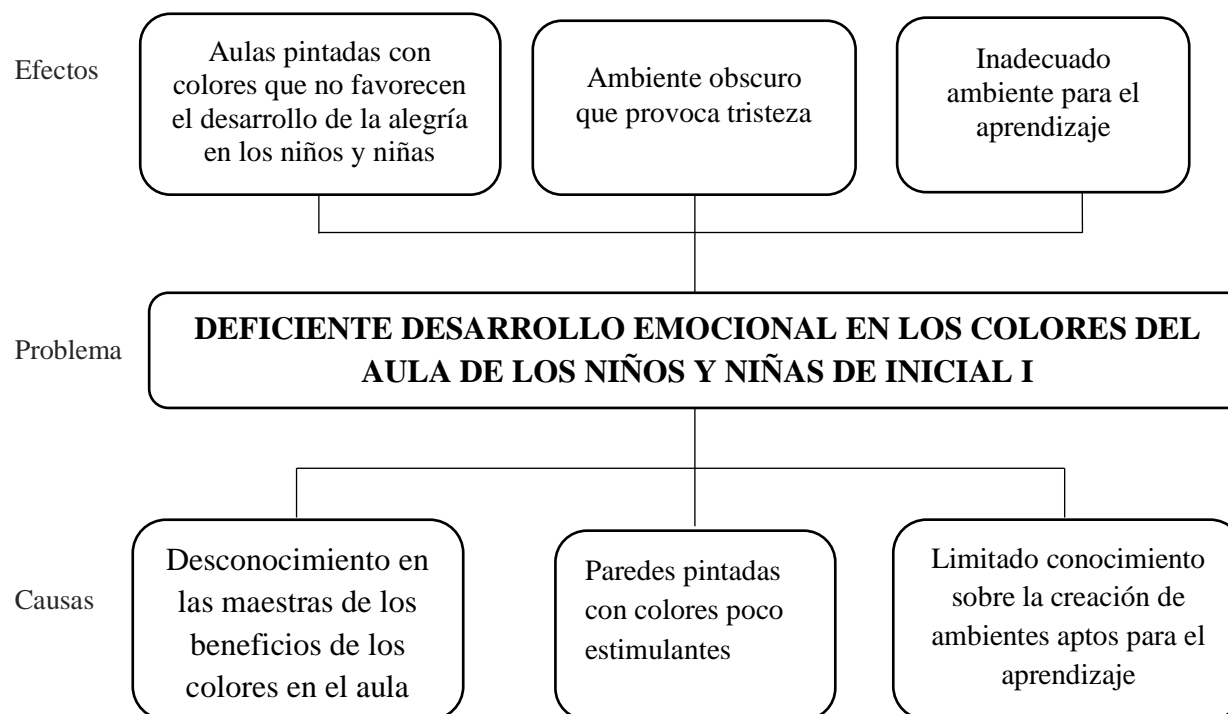 Efectos
Aulas pintadas con
colores que no favorecen
el desarrollo de la alegría
en los niños y niñas
Ambiente obscuro
que provoca tristeza
Inadecuado
ambiente para el
aprendizaje
Problema
DEFICIENTE DESARROLLO EMOCIONAL EN LOS COLORES DEL
AULA DE LOS NIÑOS Y NIÑAS DE INICIAL I
Causas
Desconocimiento en
las maestras de los
beneficios de los
colores en el aula
Paredes pintadas
con colores poco
estimulantes
Limitado conocimiento
sobre la creación de
ambientes aptos para el
aprendizaje